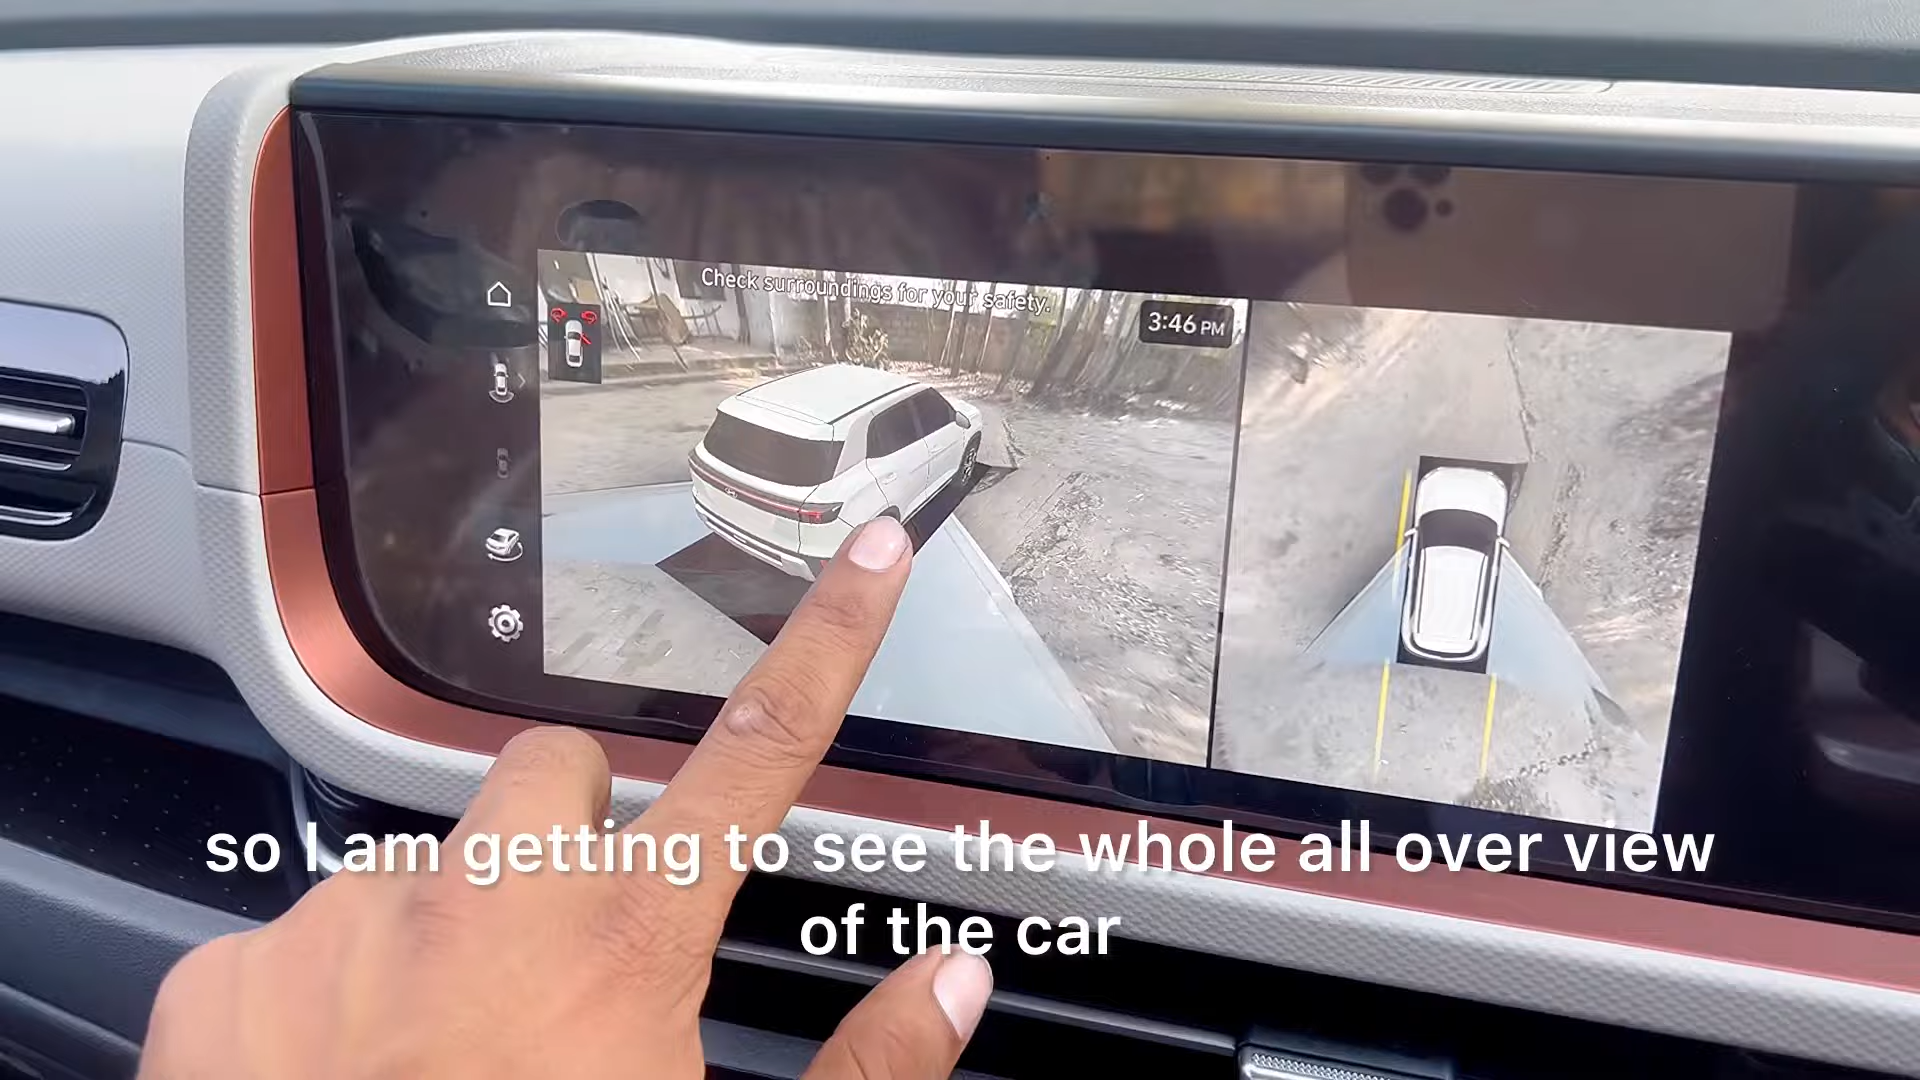 Check surroundings for your safety.
3:46 PM
so I am getting to see the whole all over view
of the car